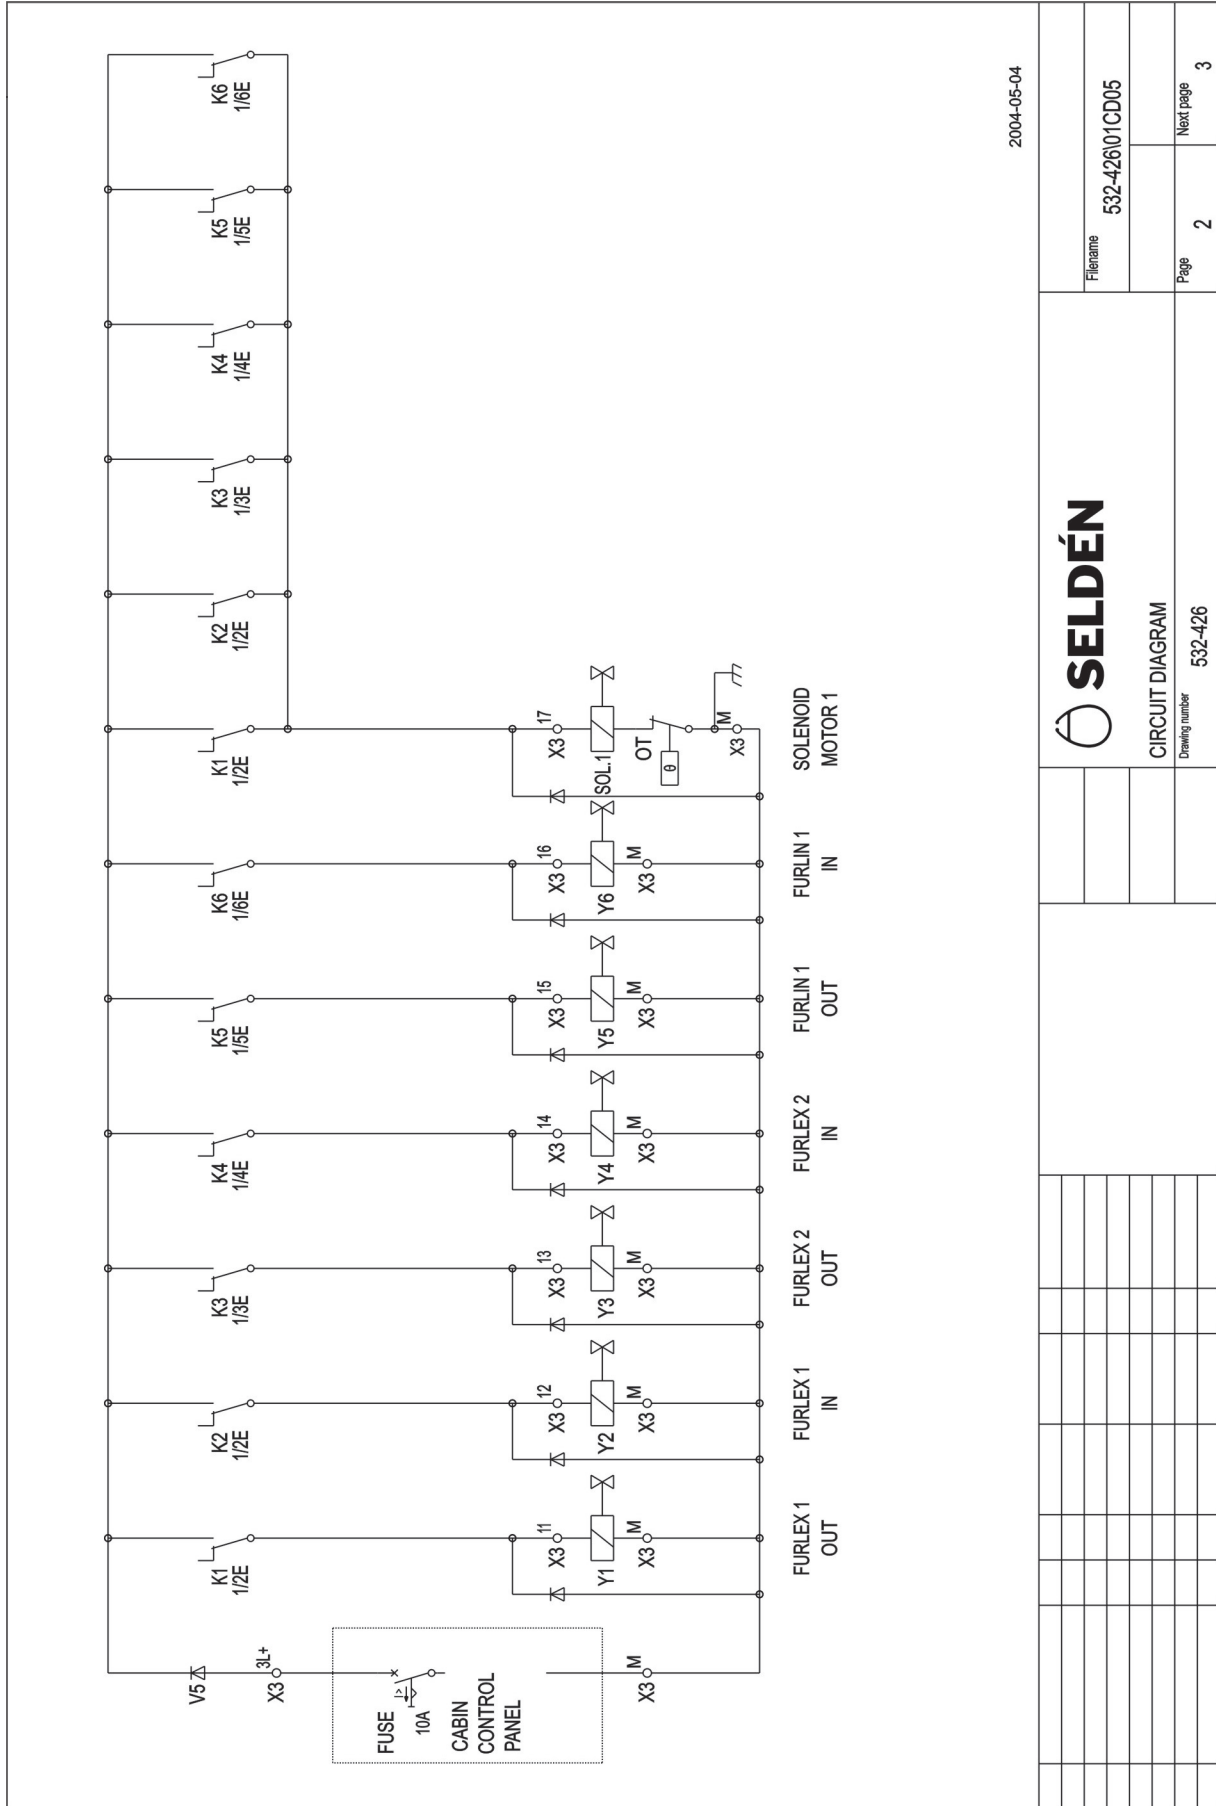 K1
1/2E
K2
1/2E
K3
1/3E
K4
1/4E
K5
1/5E
K6
1/6E
K1
1/2E
K2
1/2E
K3
1/3E
K4
1/4E
K5
1/5E
K6
1/6E
V5
3L+
X3
FUSE
I>
10A
CABIN
CONTROL
PANEL
M
X3
11
X3
Y1
M
X3
12
X3
Y2
M
X3
13
X3
Y3
M
X3
14
X3
Y4
M
X3
15
X3
Y5
M
X3
16
X3
Y6
M
X3
17
X3
SOL.1
OT
θ
M
X3
FURLEX 1
OUT
FURLEX 1
IN
FURLEX 2
OUT
FURLEX 2
IN
FURLIN 1
OUT
FURLIN 1
IN
SOLENOID
MOTOR 1
2004-05-04
SELDÉN
CIRCUIT DIAGRAM
Drawing number
532-426
Filename
532-426\01CD05
Page
2
Next page
3